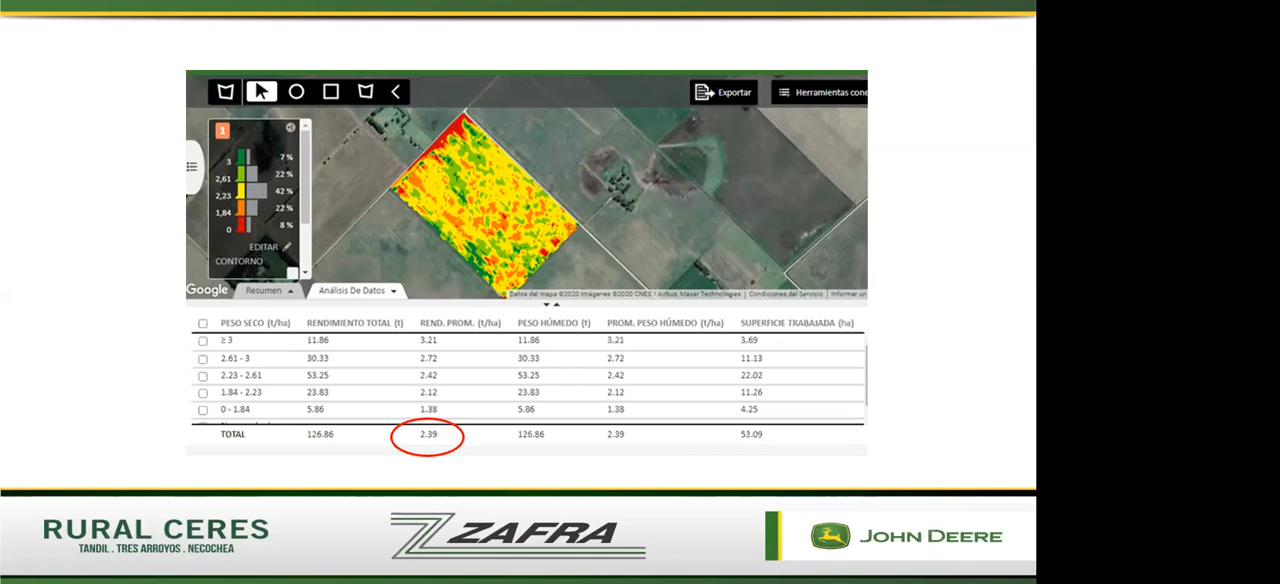 Exportar
Herramientas cone
1
3
7 %
2,61
22 %
2,23
42 %
1,84
22 %
0
8 %
EDITAR
CONTORNO
Google
Resumen
Análisis De Datos
Datos del mapa ©2020 Imágenes ©2020 CNES / Airbus, Maxar Technologies
Condiciones del Servicio
Informar un
PESO SECO (t/ha) RENDIMIENTO TOTAL (t) REND. PROM. (t/ha) PESO HÚMEDO (t) PROM. PESO HÚMEDO (t/ha) SUPERFICIE TRABAJADA (ha)
≥ 3 11.86 3.21 11.86 3.21 3.69
2.61 - 3 30.33 2.72 30.33 2.72 11.13
2.23 - 2.61 53.25 2.42 53.25 2.42 22.02
1.84 - 2.23 23.83 2.12 23.83 2.12 11.26
0 - 1.84 5.86 1.38 5.86 1.38 4.25
TOTAL 126.86 2.39 126.86 2.39 53.09
RURAL CERES
TANDIL . TRES ARROYOS . NECOCHEA
ZAFRA
JOHN DEERE